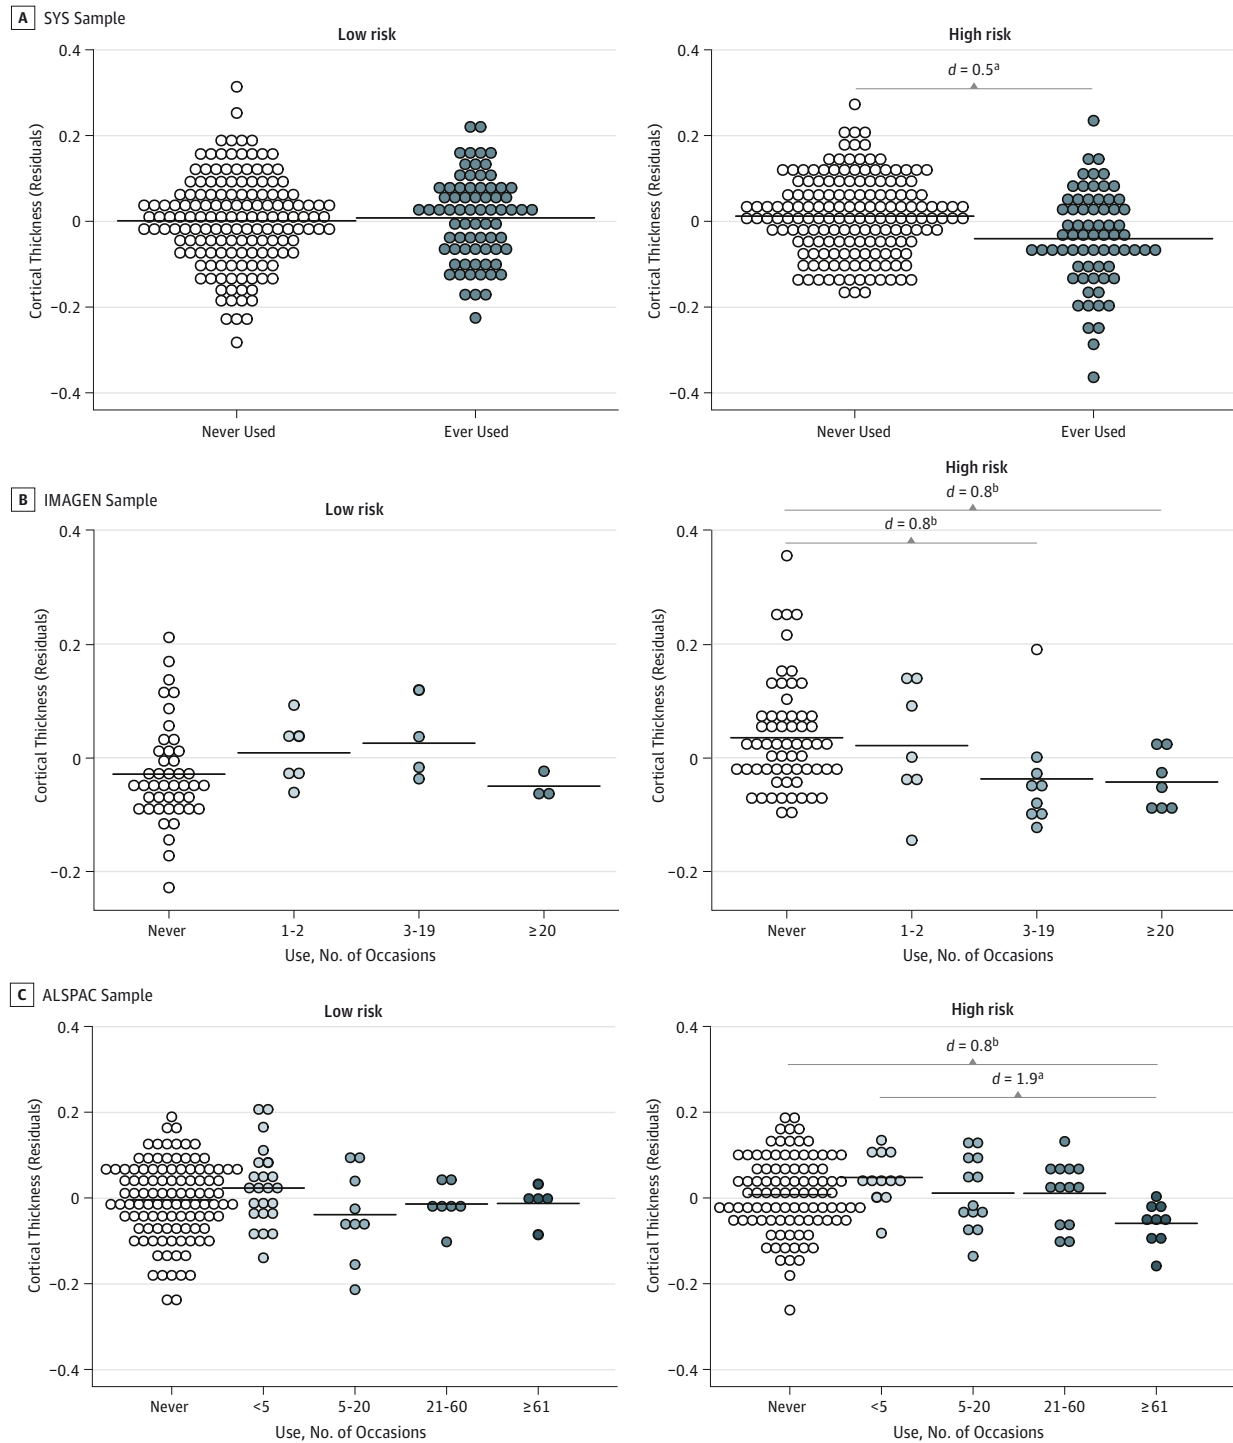 A SYS Sample
Low risk
High risk
Cortical Thickness (Residuals)
0.4
0.2
0
−0.2
−0.4
Never Used
Ever Used
Cortical Thickness (Residuals)
0.4
0.2
0
−0.2
−0.4
d = 0.5a
Never Used
Ever Used
B IMAGEN Sample
Low risk
High risk
Cortical Thickness (Residuals)
0.4
0.2
0
−0.2
Never
1-2
3-19
≥20
Use, No. of Occasions
d = 0.8b
d = 0.8b
Cortical Thickness (Residuals)
0.4
0.2
0
−0.2
Never
1-2
3-19
≥20
Use, No. of Occasions
C ALSPAC Sample
Low risk
High risk
Cortical Thickness (Residuals)
0.4
0.2
0
−0.2
−0.4
Never
<5
5-20
21-60
≥61
Use, No. of Occasions
d = 0.8b
d = 1.9a
Cortical Thickness (Residuals)
0.4
0.2
0
−0.2
−0.4
Never
<5
5-20
21-60
≥61
Use, No. of Occasions